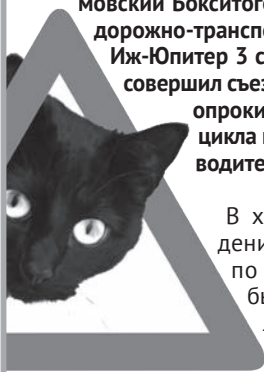 мовский Бокситого
дорожно-транспо
Иж-Юпитер 3 с
совершил съез
опроки
цикла
водите
В х
дени
по
бы